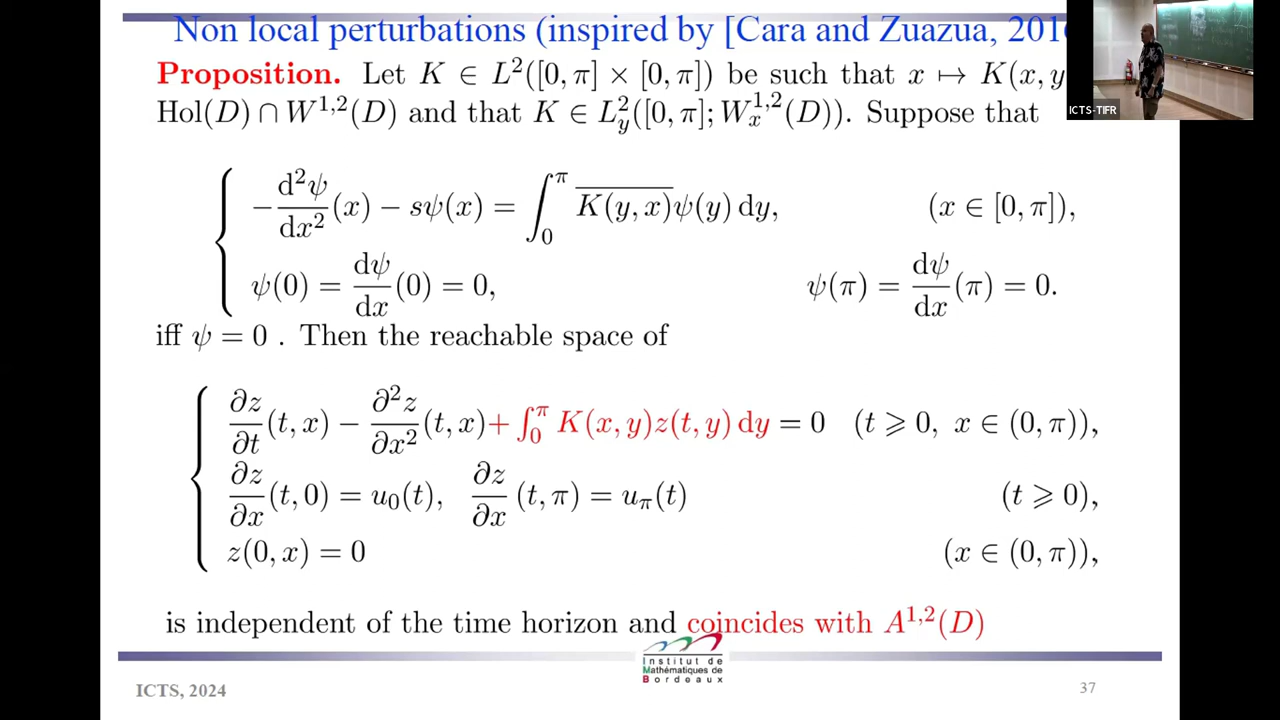 Non local perturbations (inspired by [Cara and Zuazua, 201
Proposition. Let K ∈ L²([0, π] × [0, π]) be such that x ↦ K(x, y
Hol(D) ∩ W^{1,2}(D) and that K ∈ L²_y([0, π]; W^{1,2}_x(D)). Suppose that
−d²ψ/dx²(x) − sψ(x) = ∫_0^π \overline{K(y, x)}ψ(y) dy, (x ∈ [0, π]),
ψ(0) = dψ/dx(0) = 0, ψ(π) = dψ/dx(π) = 0.
iff ψ = 0 . Then the reachable space of
∂z/∂t(t, x) − ∂²z/∂x²(t, x)+ ∫_0^π K(x, y)z(t, y) dy = 0 (t ⩾ 0, x ∈ (0, π)),
∂z/∂x(t, 0) = u_0(t), ∂z/∂x(t, π) = u_π(t) (t ⩾ 0),
z(0, x) = 0 (x ∈ (0, π)),
is independent of the time horizon and coincides with A^{1,2}(D)
Institut de
Mathématiques de
Bordeaux
ICTS, 2024
37
ICTS-TIFR